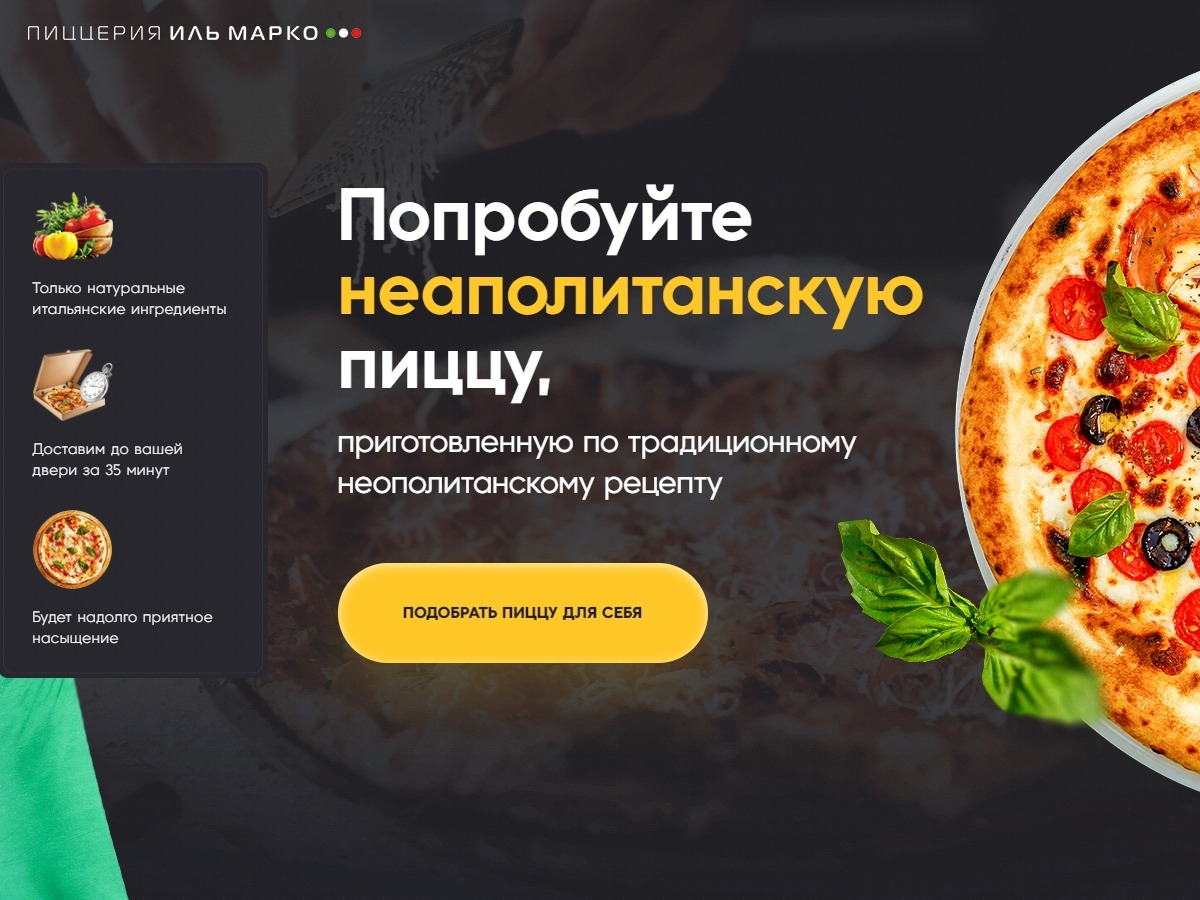 ПИЦЦЕРИЯ ИЛЬ МАРКО
Только натуральные
итальянские ингредиенты
Доставим до вашей
двери за 35 минут
Будет надолго приятное
насыщение
Попробуйте
неаполитанскую
пиццу,
приготовленную по традиционному
неополитанскому рецепту
ПОДОБРАТЬ ПИЦЦУ ДЛЯ СЕБЯ